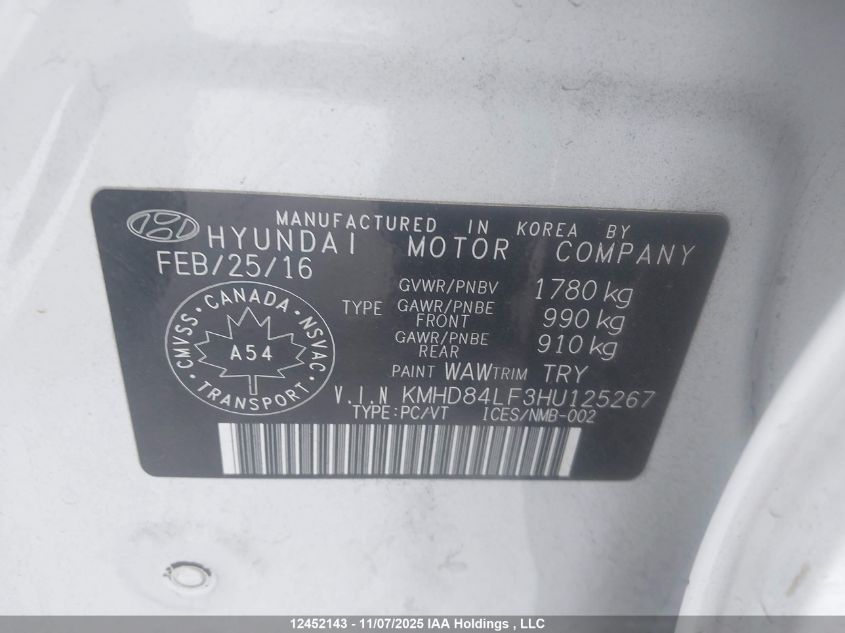 MANUFACTURED IN KOREA BY
HYUNDAI MOTOR COMPANY
FEB/25/16
GVWR/PNBV 1780 kg
TYPE GAWR/PNBE FRONT 990 kg
GAWR/PNBE REAR 910 kg
PAINT WAW TRIM TRY
V.I.N KMHD84LF3HU125267
TYPE:PC/VT ICES/NMB-002
CMVSS · CANADA · NSVAC
A54
TRANSPORT
12452143 - 11/07/2025 IAA Holdings , LLC